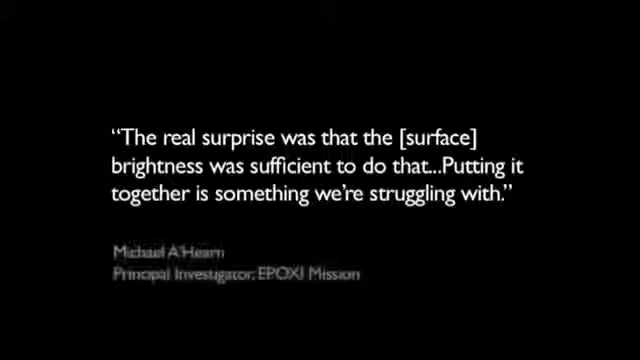 “The real surprise was that the [surface]
brightness was sufficient to do that...Putting it
together is something we’re struggling with.”
Michael A’Hearn
Principal Investigator, EPOXI Mission